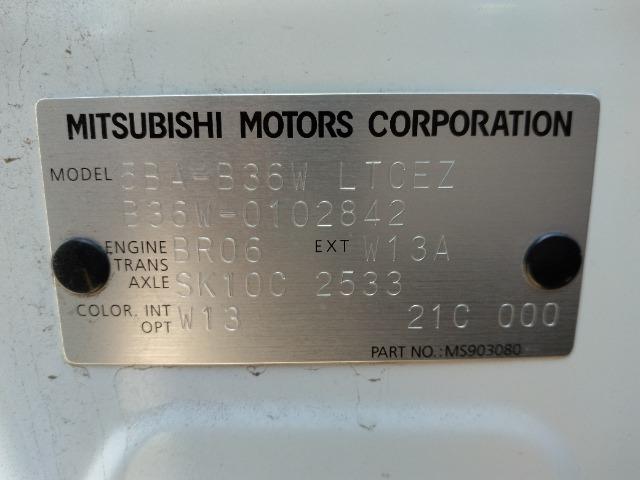 MITSUBISHI MOTORS CORPORATION
MODEL 5BA-B36W LTCEZ
B36W-0102842
ENGINE BR06 EXT W13A
TRANS
AXLE SK10C 2533
COLOR, INT
OPT W13 21C 000
PART NO.: MS903080